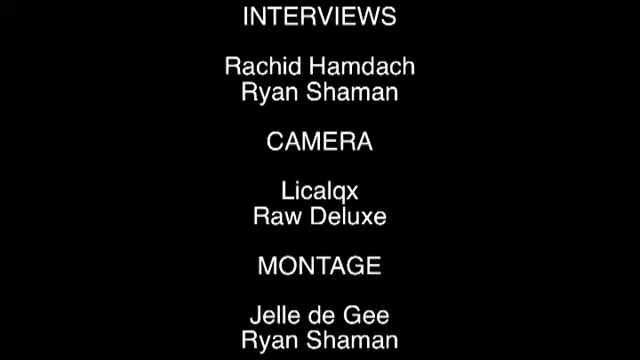 INTERVIEWS
Rachid Hamdach
Ryan Shaman
CAMERA
Licalqx
Raw Deluxe
MONTAGE
Jelle de Gee
Ryan Shaman